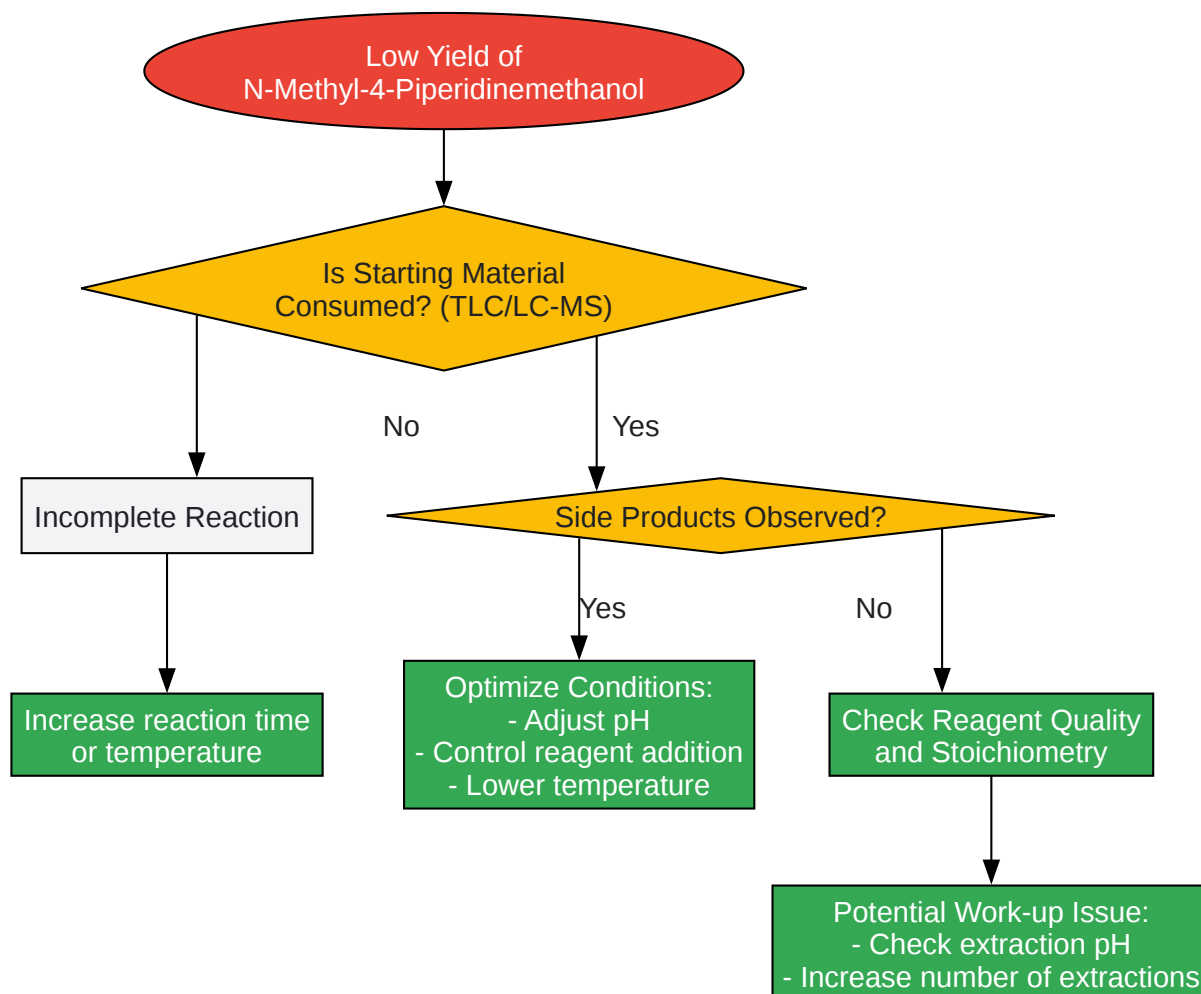 Low Yield of
N-Methyl-4-Piperidinemethanol
Is Starting Material
Consumed? (TLC/LC-MS)
No
Yes
Incomplete Reaction
Side Products Observed?
Yes
No
Increase reaction time
or temperature
Optimize Conditions:
- Adjust pH
- Control reagent addition
- Lower temperature
Check Reagent Quality
and Stoichiometry
Potential Work-up Issue:
- Check extraction pH
- Increase number of extractions